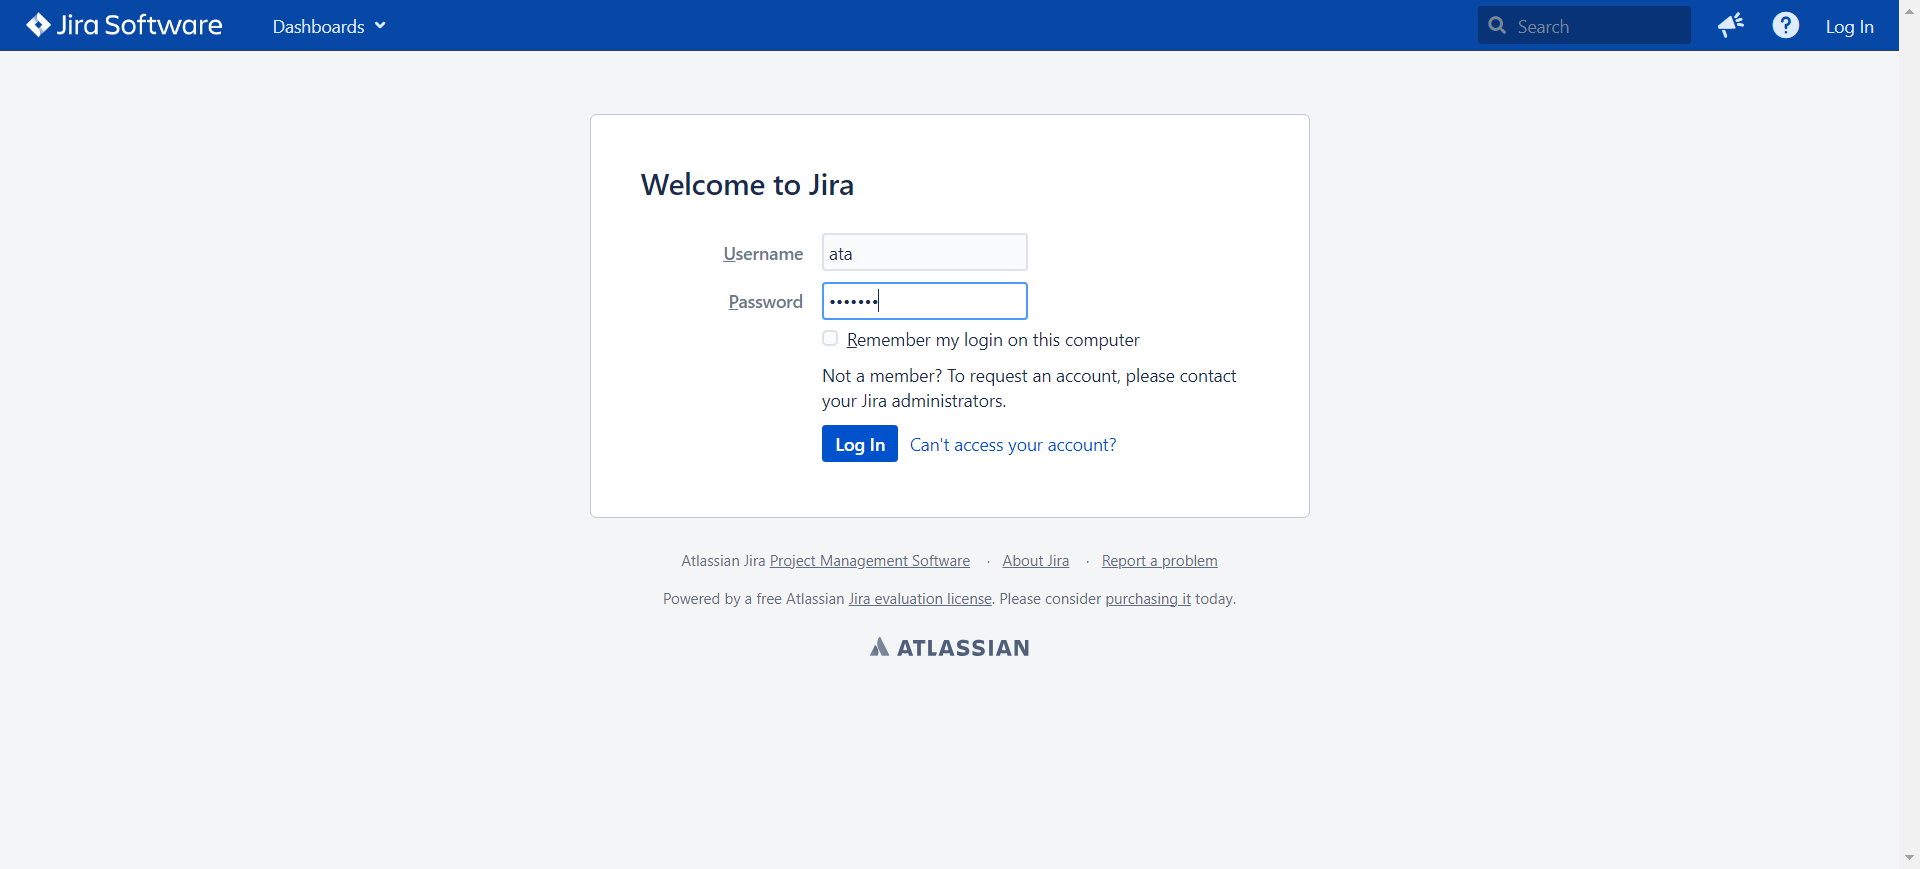 Jira Software Dashboards Search Log In
Welcome to Jira
Username ata
Password •••••••
Remember my login on this computer
Not a member? To request an account, please contact
your Jira administrators.
Log In Can't access your account?
Atlassian Jira Project Management Software · About Jira · Report a problem
Powered by a free Atlassian Jira evaluation license. Please consider purchasing it today.
ATLASSIAN